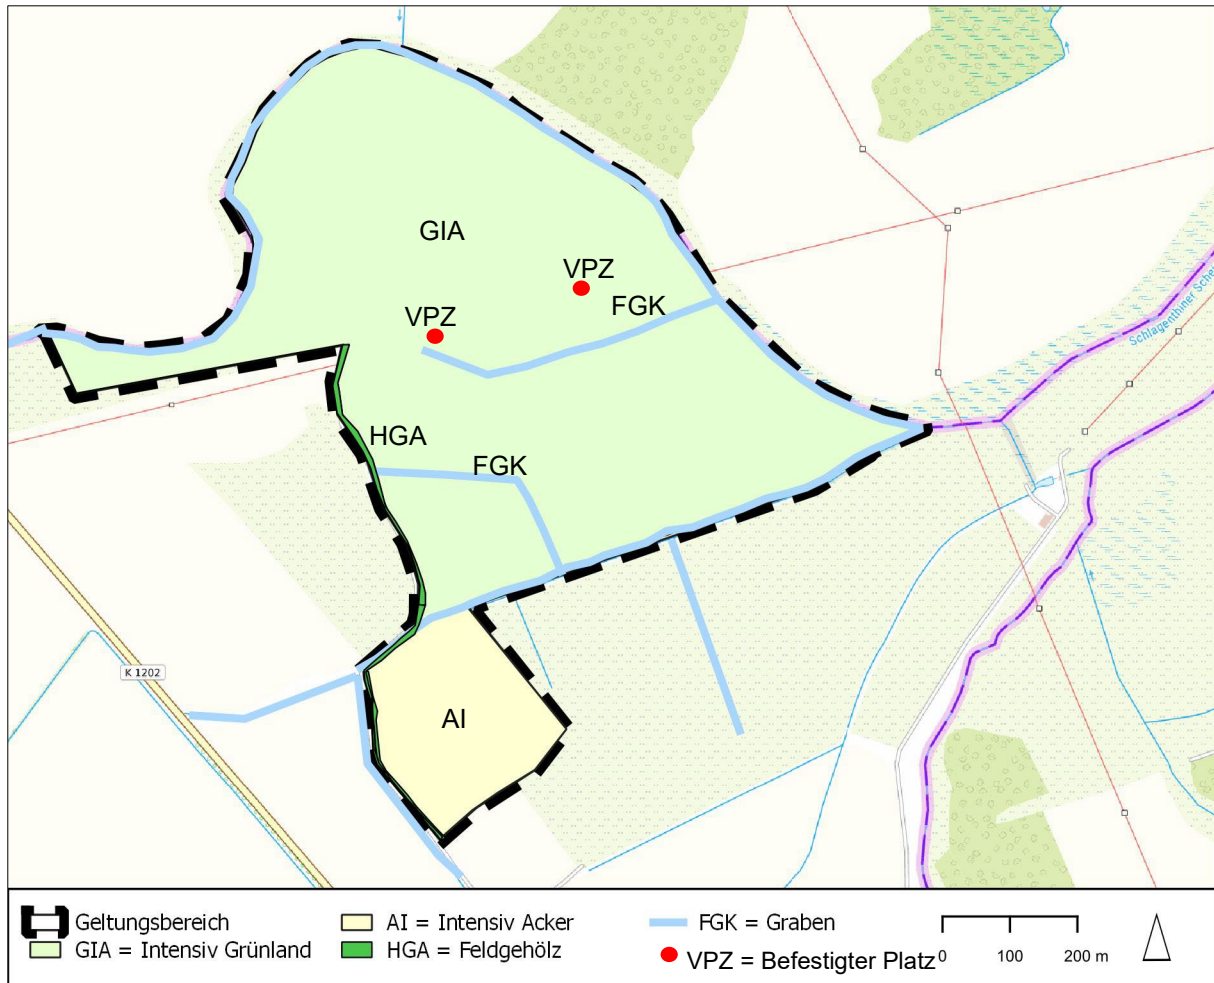 GIA
VPZ
FGK
VPZ
HGA
FGK
K 1202
AI
Geltungsbereich
AI = Intensiv Acker
FGK = Graben
GIA = Intensiv Grünland
HGA = Feldgehölz
VPZ = Befestigter Platz
0 100 200 m
Schlagenthiner